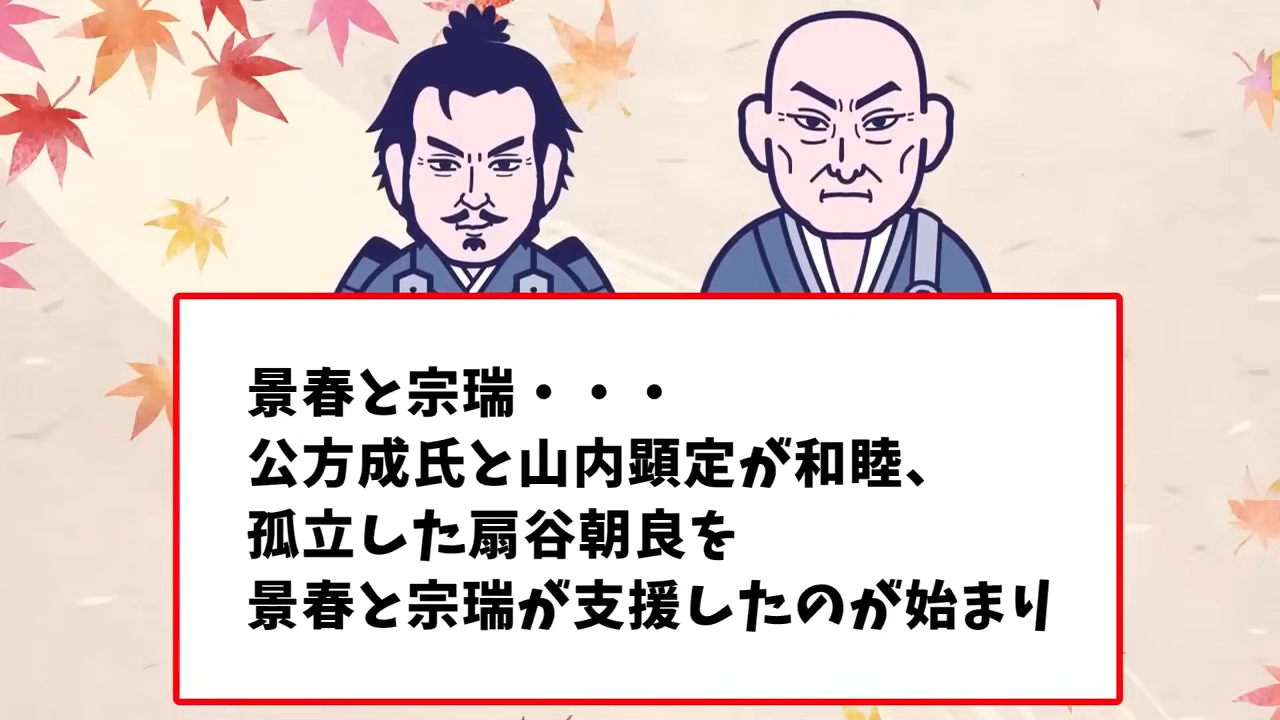 景春と宗瑞・・・
公方成氏と山内顕定が和睦、
孤立した扇谷朝良を
景春と宗瑞が支援したのが始まり